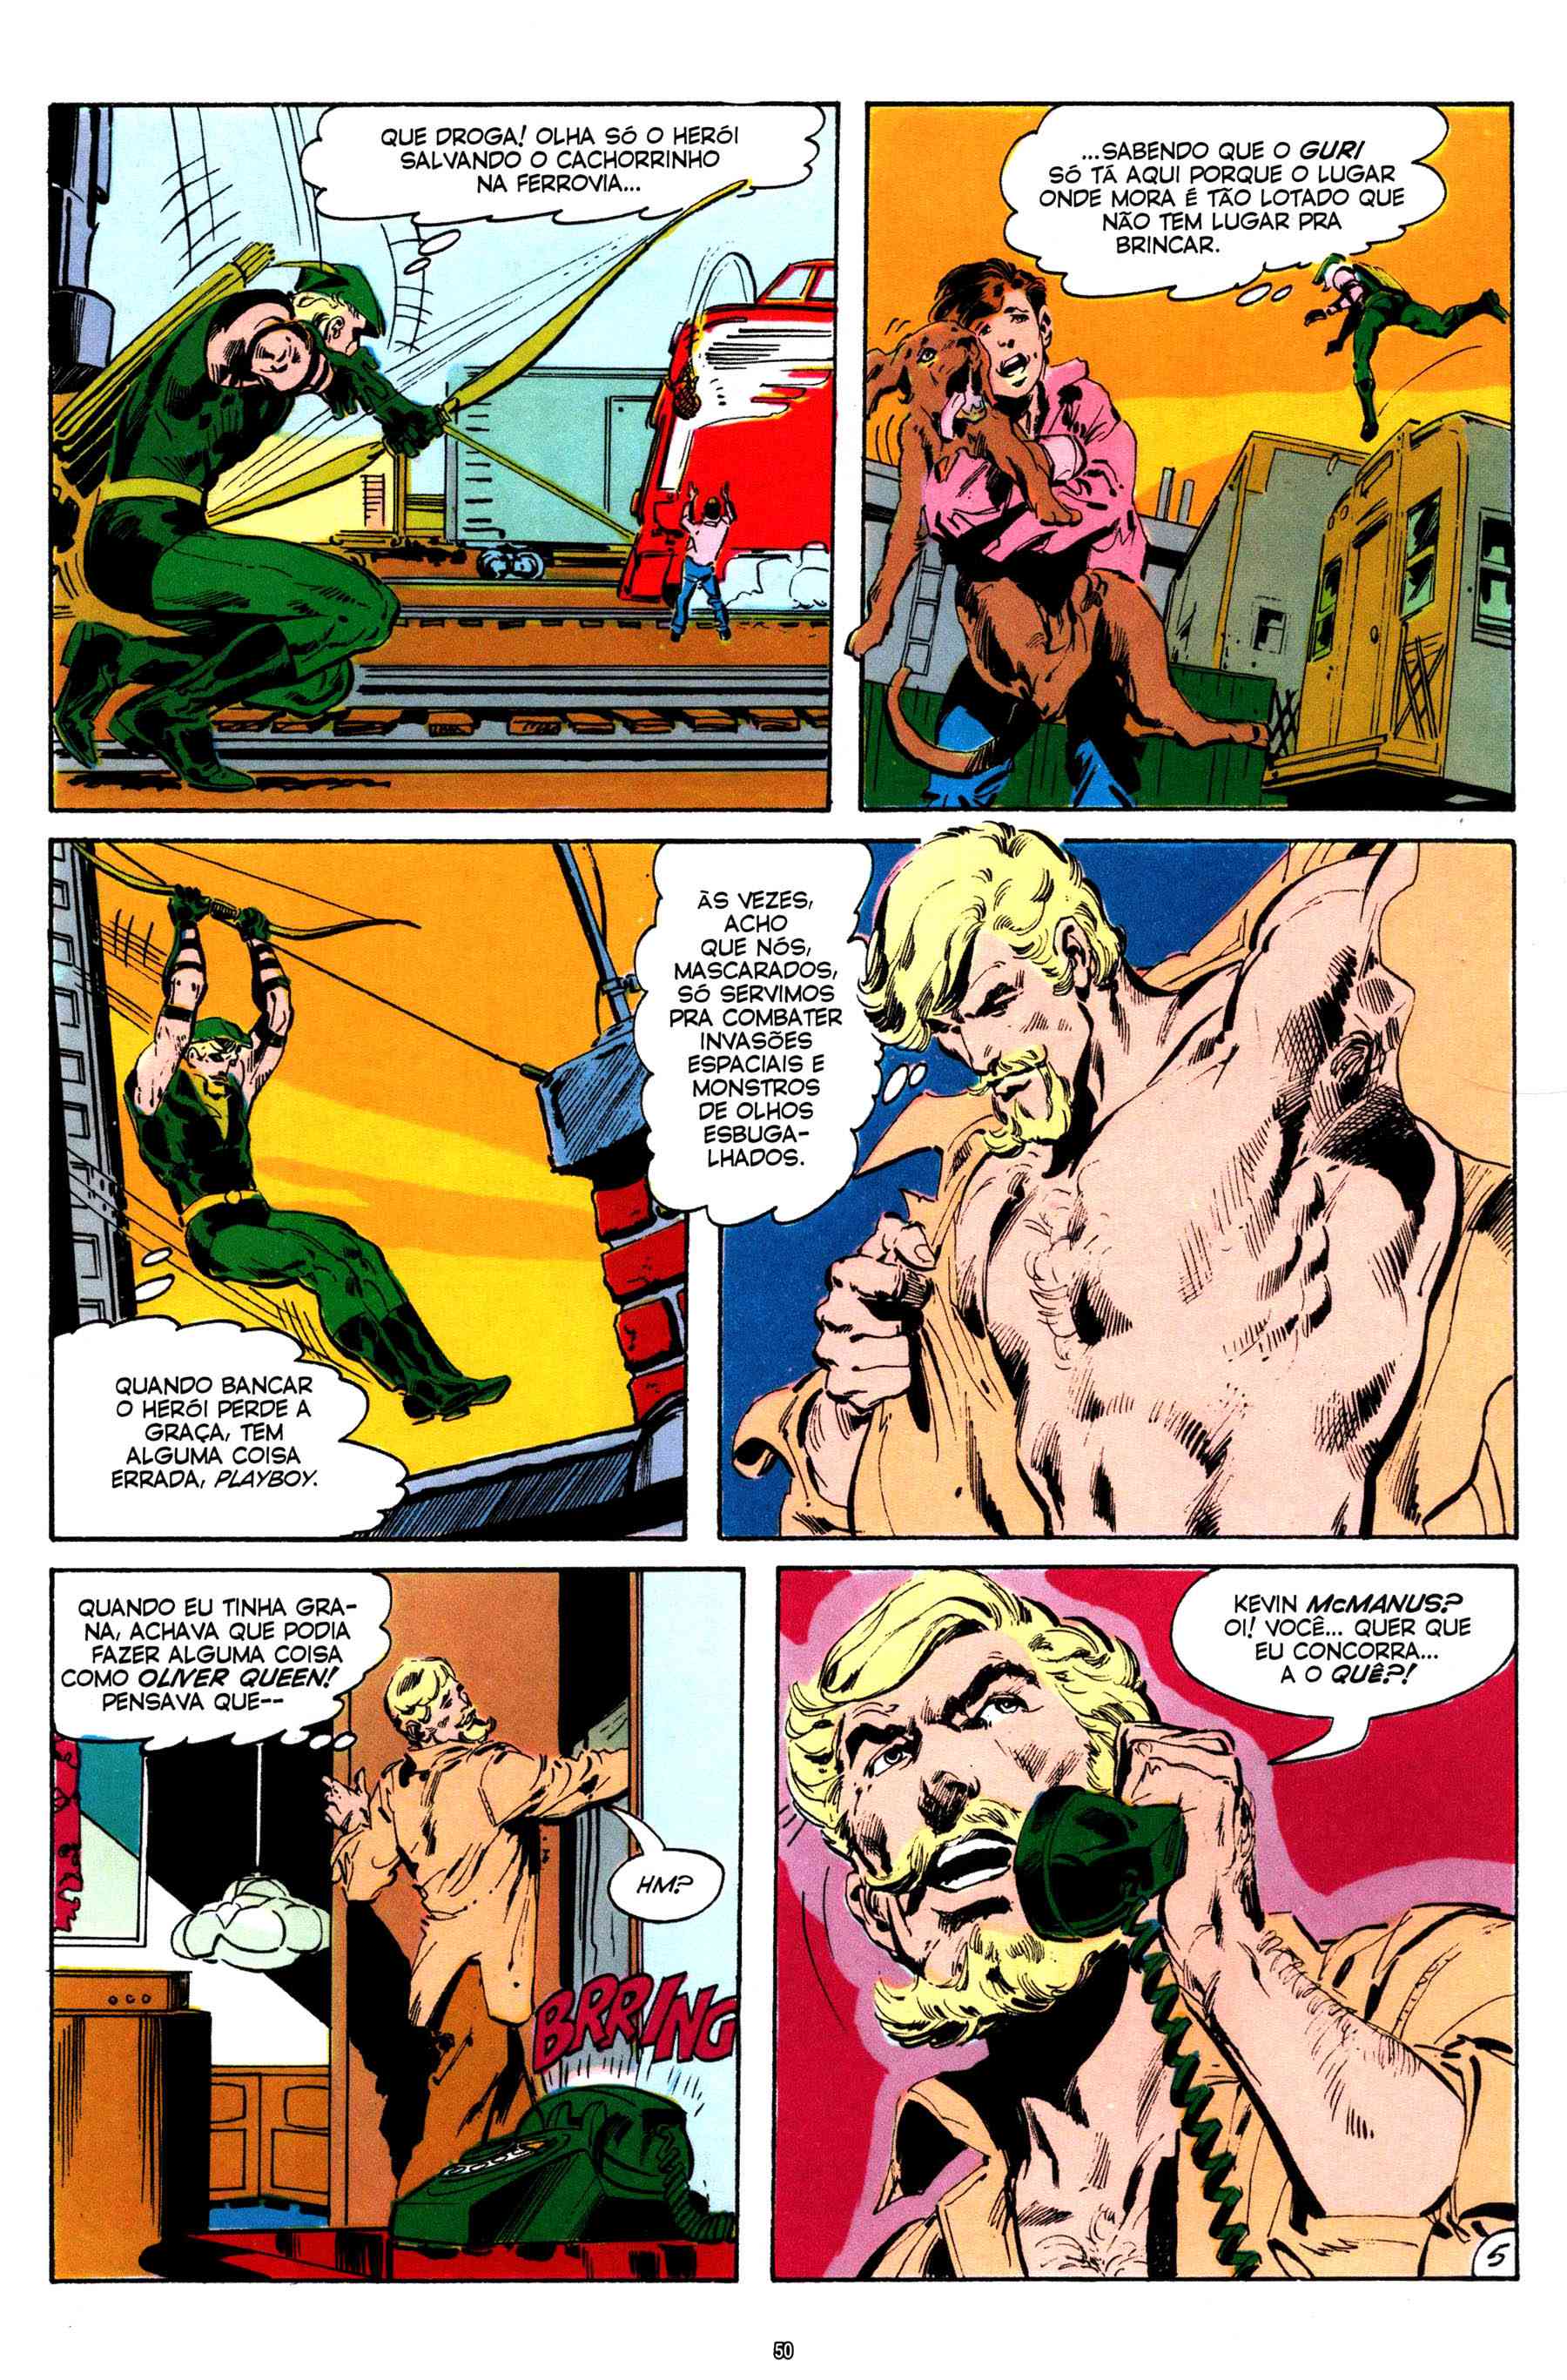 QUE DROGA! OLHA SÓ O HERÓI
SALVANDO O CACHORRINHO
NA FERROVIA...
...SABENDO QUE O GURI
SÓ TÁ AQUI PORQUE O LUGAR
ONDE MORA É TÃO LOTADO QUE
NÃO TEM LUGAR PRA
BRINCAR.
QUANDO BANCAR
O HERÓI PERDE A
GRAÇA, TEM
ALGUMA COISA
ERRADA, PLAYBOY.
ÀS VEZES,
ACHO
QUE NÓS,
MASCARADOS,
SÓ SERVIMOS
PRA COMBATER
INVASÕES
ESPACIAIS E
MONSTROS
DE OLHOS
ESBUGA-
LHADOS.
QUANDO EU TINHA GRA-
NA, ACHAVA QUE PODIA
FAZER ALGUMA COISA
COMO OLIVER QUEEN!
PENSAVA QUE--
HM?
BRRING
KEVIN McMANUS?
OI! VOCÊ... QUER QUE
EU CONCORRA...
A O QUÊ?!
5
50